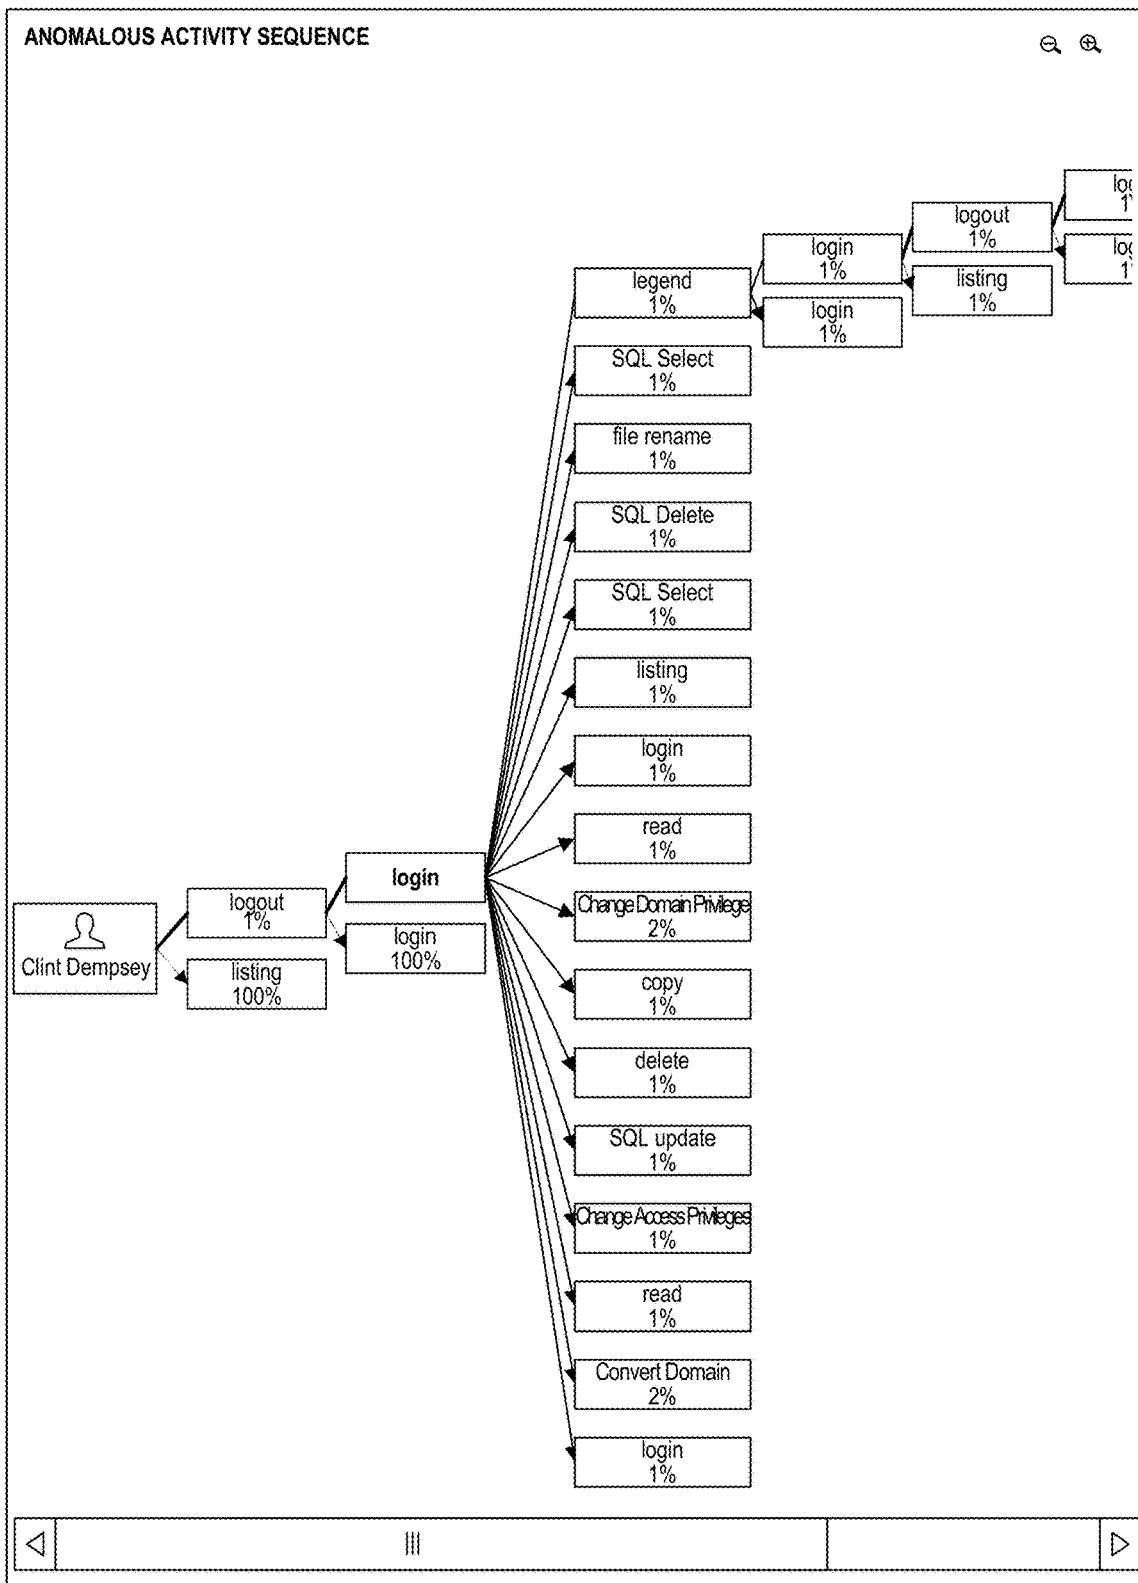 ANOMALOUS ACTIVITY SEQUENCE
logout
1%
login
1%
listing
1%
legend
1%
login
1%
SQL Select
1%
file rename
1%
SQL Delete
1%
SQL Select
1%
listing
1%
login
1%
read
1%
login
Change Domain Privilege
2%
logout
1%
login
100%
Clint Dempsey
listing
100%
copy
1%
delete
1%
SQL update
1%
Change Access Privileges
1%
read
1%
Convert Domain
2%
login
1%